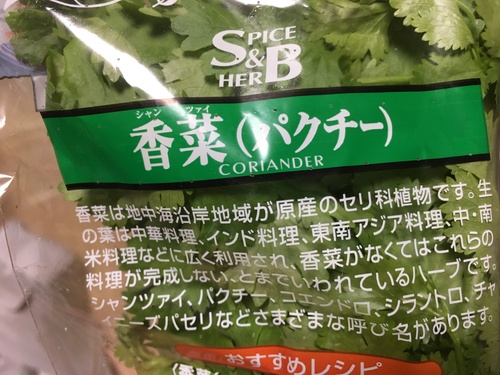 SPICE
&
HERB
シャン ツァイ
香菜(パクチー)
CORIANDER
香菜は地中海沿岸地域が原産のセリ科植物です。生
の葉は中華料理、インド料理、東南アジア料理、中・南
米料理などに広く利用され、香菜がなくてはこれらの
料理が完成しない、とまでいわれているハーブです。
シャンツァイ、パクチー、コエンドロ、シラントロ、チャ
イニーズパセリなどさまざまな呼び名があります。
おすすめレシピ